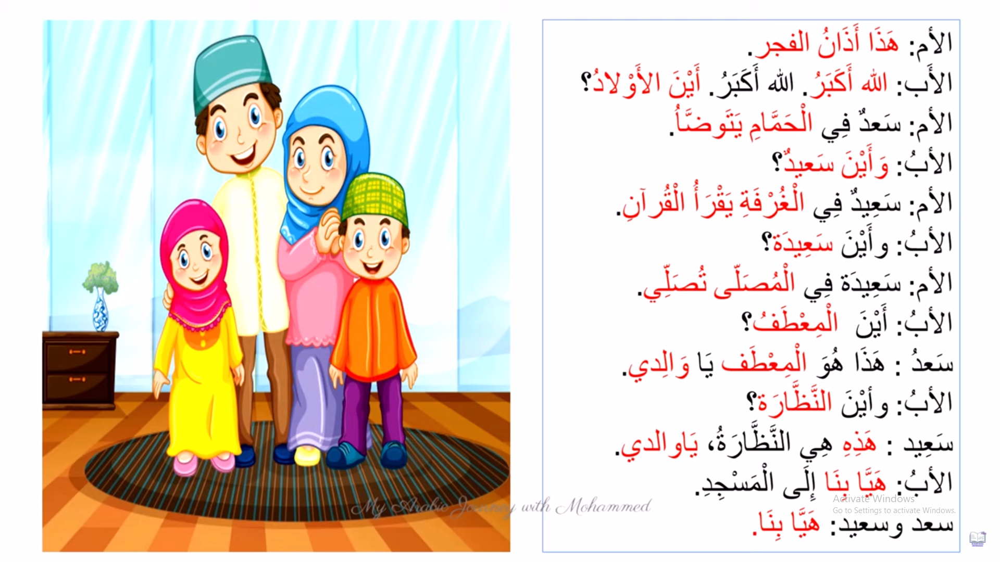 الأم: هَذَا أَذَانُ الفجر.
الأَب: الله أَكَبَرُ. الله أَكَبَرُ. أَيْنَ الأَوْلادُ؟
الأم: سَعدٌ فِي الْحَمَّامِ يَتَوضَّأُ.
الأبُ: وَأَيْنَ سَعيدٌ؟
الأم: سَعِيدٌ فِي الْغُرْفَةِ يَقْرَأُ الْقُرآنِ.
الأبُ: وأَيْنَ سَعِيدَة؟
الأم: سَعِيدَة فِي الْمُصَلّى تُصَلِّي.
الأبُ: أَيْنَ الْمِعْطَفُ؟
سَعدُ : هَذَا هُوَ الْمِعْطَف يَا وَالِدي.
الأبُ: وأيْنَ النَّظَّارَة؟
سَعِيد : هَذِهِ هِي النَّظَّارَةُ، يَاوالدي.
الأبُ: هَيَّا بِنَا إِلَى الْمَسْجِدِ.
سعد وسعيد: هَيَّا بِنَا.
My Arabic Journey with Mohammed
Activate Windows
Go to Settings to activate Windows.